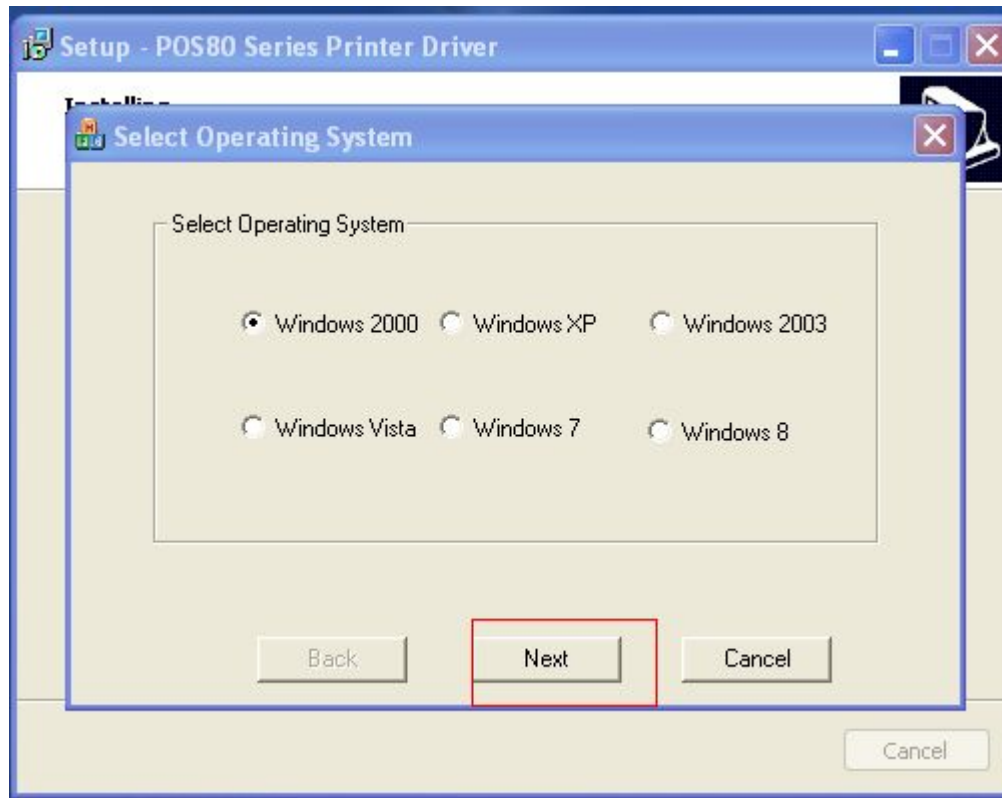 Setup - POS80 Series Printer Driver
Installing
Select Operating System
Select Operating System
Windows 2000 Windows XP Windows 2003
Windows Vista Windows 7 Windows 8
Back Next Cancel
Cancel